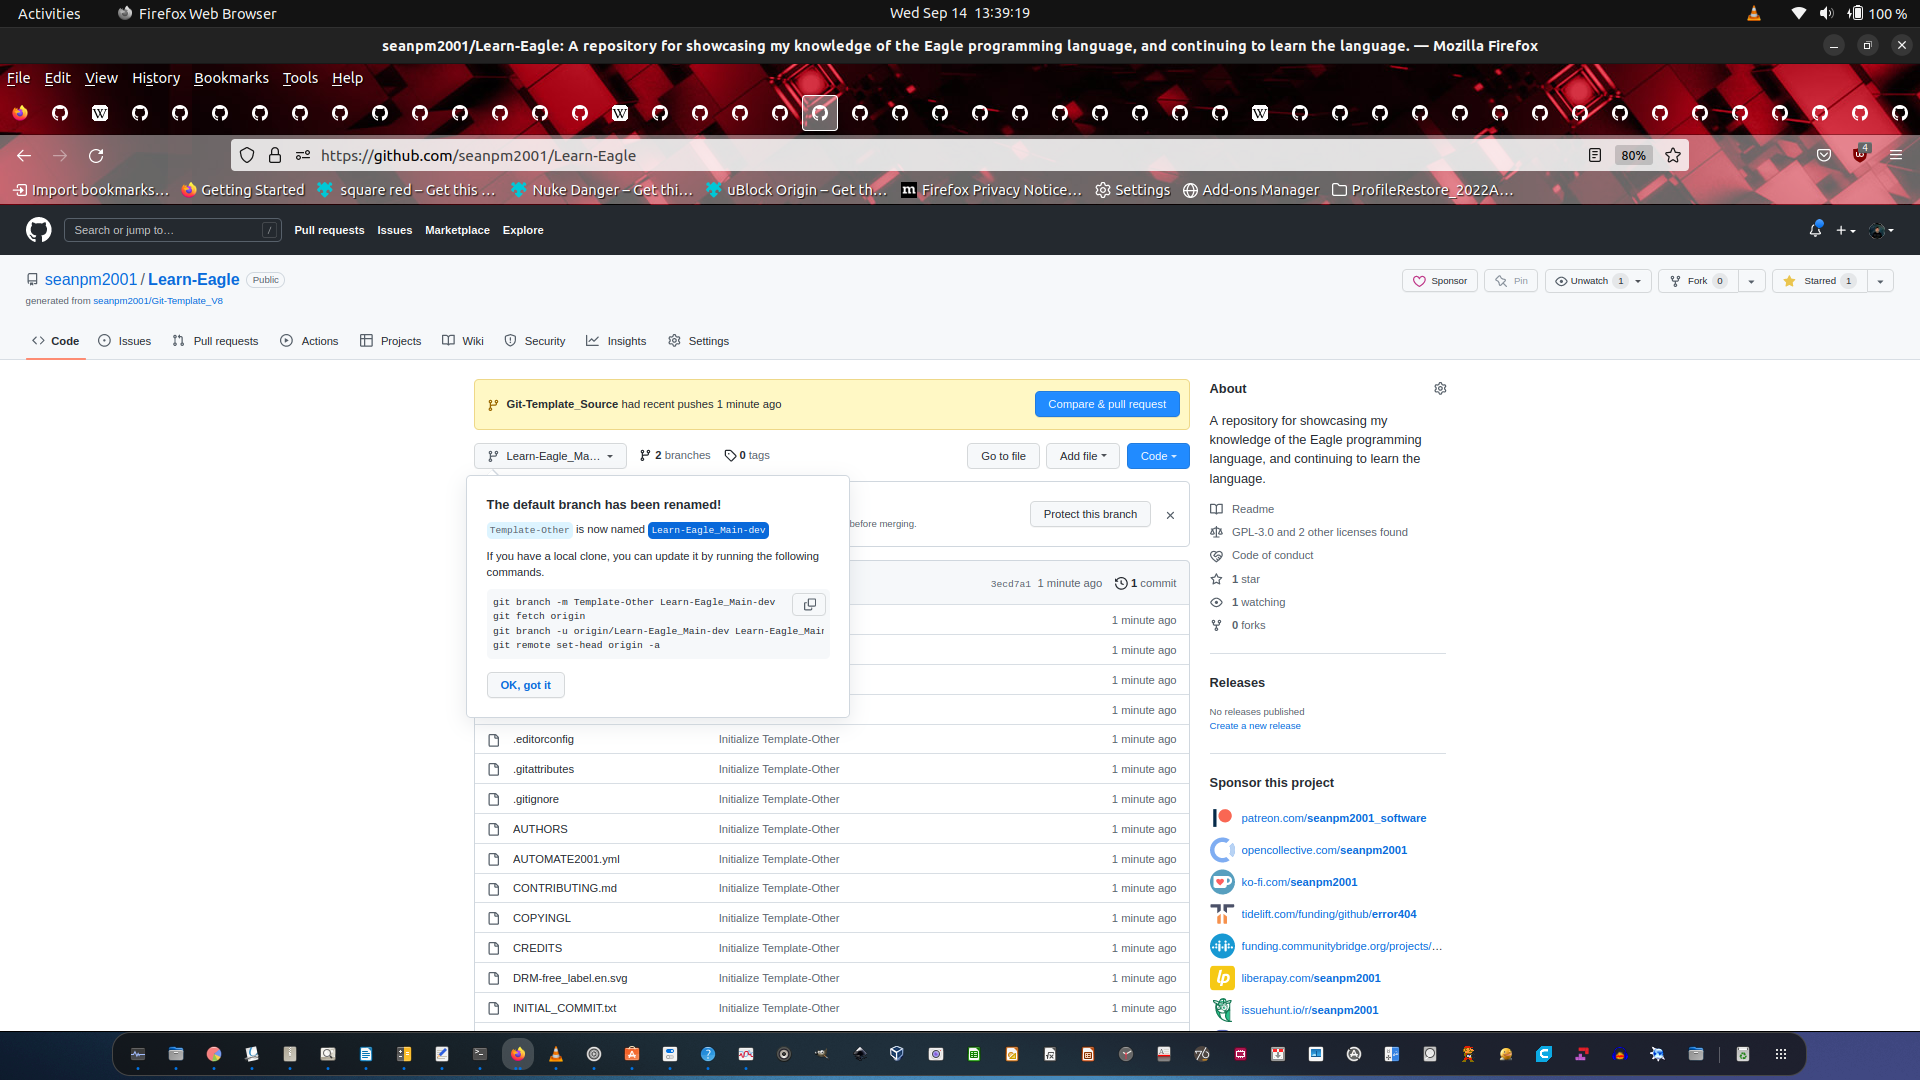 Activities
Firefox Web Browser
Wed Sep 14  13:39:19
100 %
seanpm2001/Learn-Eagle: A repository for showcasing my knowledge of the Eagle programming language, and continuing to learn the language. — Mozilla Firefox
File Edit View History Bookmarks Tools Help
https://github.com/seanpm2001/Learn-Eagle
80%
4
Import bookmarks…
Getting Started
square red – Get this …
Nuke Danger – Get thi…
uBlock Origin – Get th…
Firefox Privacy Notice…
Settings
Add-ons Manager
ProfileRestore_2022A…
Search or jump to…
/
Pull requests
Issues
Marketplace
Explore
seanpm2001 / Learn-Eagle
Public
generated from seanpm2001/Git-Template_V8
Sponsor
Pin
Unwatch 1
Fork 0
Starred 1
Code
Issues
Pull requests
Actions
Projects
Wiki
Security
Insights
Settings
Git-Template_Source had recent pushes 1 minute ago
Compare & pull request
Learn-Eagle_Ma…
2 branches
0 tags
Go to file
Add file
Code
The default branch has been renamed!
Template-Other is now named Learn-Eagle_Main-dev
If you have a local clone, you can update it by running the following
commands.
git branch -m Template-Other Learn-Eagle_Main-dev
git fetch origin
git branch -u origin/Learn-Eagle_Main-dev Learn-Eagle_Main
git remote set-head origin -a
OK, got it
before merging.
Protect this branch
3ecd7a1 1 minute ago
1 commit
1 minute ago
1 minute ago
1 minute ago
1 minute ago
.editorconfig Initialize Template-Other 1 minute ago
.gitattributes Initialize Template-Other 1 minute ago
.gitignore Initialize Template-Other 1 minute ago
AUTHORS Initialize Template-Other 1 minute ago
AUTOMATE2001.yml Initialize Template-Other 1 minute ago
CONTRIBUTING.md Initialize Template-Other 1 minute ago
COPYINGL Initialize Template-Other 1 minute ago
CREDITS Initialize Template-Other 1 minute ago
DRM-free_label.en.svg Initialize Template-Other 1 minute ago
INITIAL_COMMIT.txt Initialize Template-Other 1 minute ago
About
A repository for showcasing my
knowledge of the Eagle programming
language, and continuing to learn the
language.
Readme
GPL-3.0 and 2 other licenses found
Code of conduct
1 star
1 watching
0 forks
Releases
No releases published
Create a new release
Sponsor this project
patreon.com/seanpm2001_software
opencollective.com/seanpm2001
ko-fi.com/seanpm2001
tidelift.com/funding/github/error404
funding.communitybridge.org/projects/…
liberapay.com/seanpm2001
issuehunt.io/r/seanpm2001